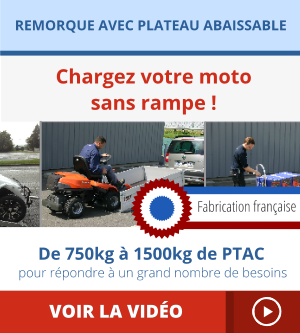 REMORQUE AVEC PLATEAU ABAISSABLE
Chargez votre moto
sans rampe !
Fabrication française
De 750kg à 1500kg de PTAC
pour répondre à un grand nombre de besoins
VOIR LA VIDÉO